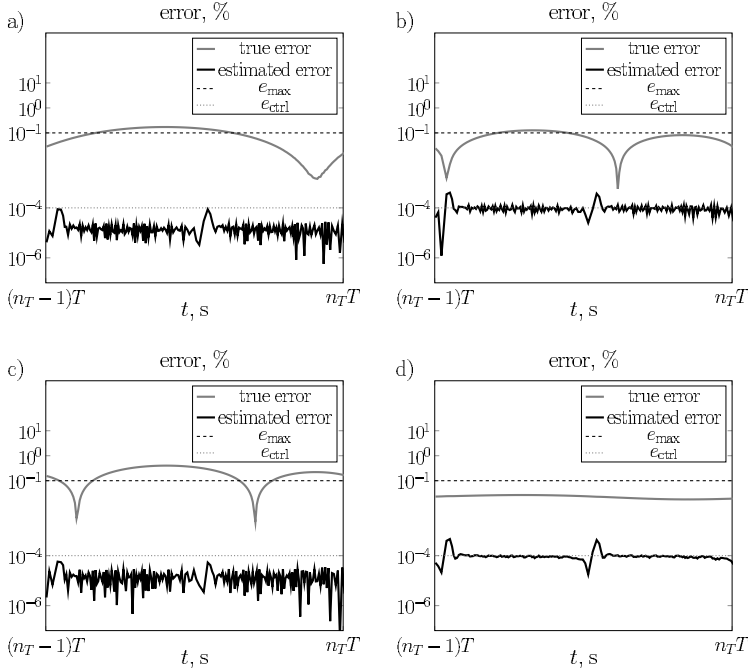 a)
error, %
true error
estimated error
e_max
e_ctrl
10^1
10^0
10^−1
10^−4
10^−6
(n_T − 1)T
n_T T
t, s
b)
error, %
true error
estimated error
e_max
e_ctrl
10^1
10^0
10^−1
10^−4
10^−6
(n_T − 1)T
n_T T
t, s
c)
error, %
true error
estimated error
e_max
e_ctrl
10^1
10^0
10^−1
10^−4
10^−6
(n_T − 1)T
n_T T
t, s
d)
error, %
true error
estimated error
e_max
e_ctrl
10^1
10^0
10^−1
10^−4
10^−6
(n_T − 1)T
n_T T
t, s